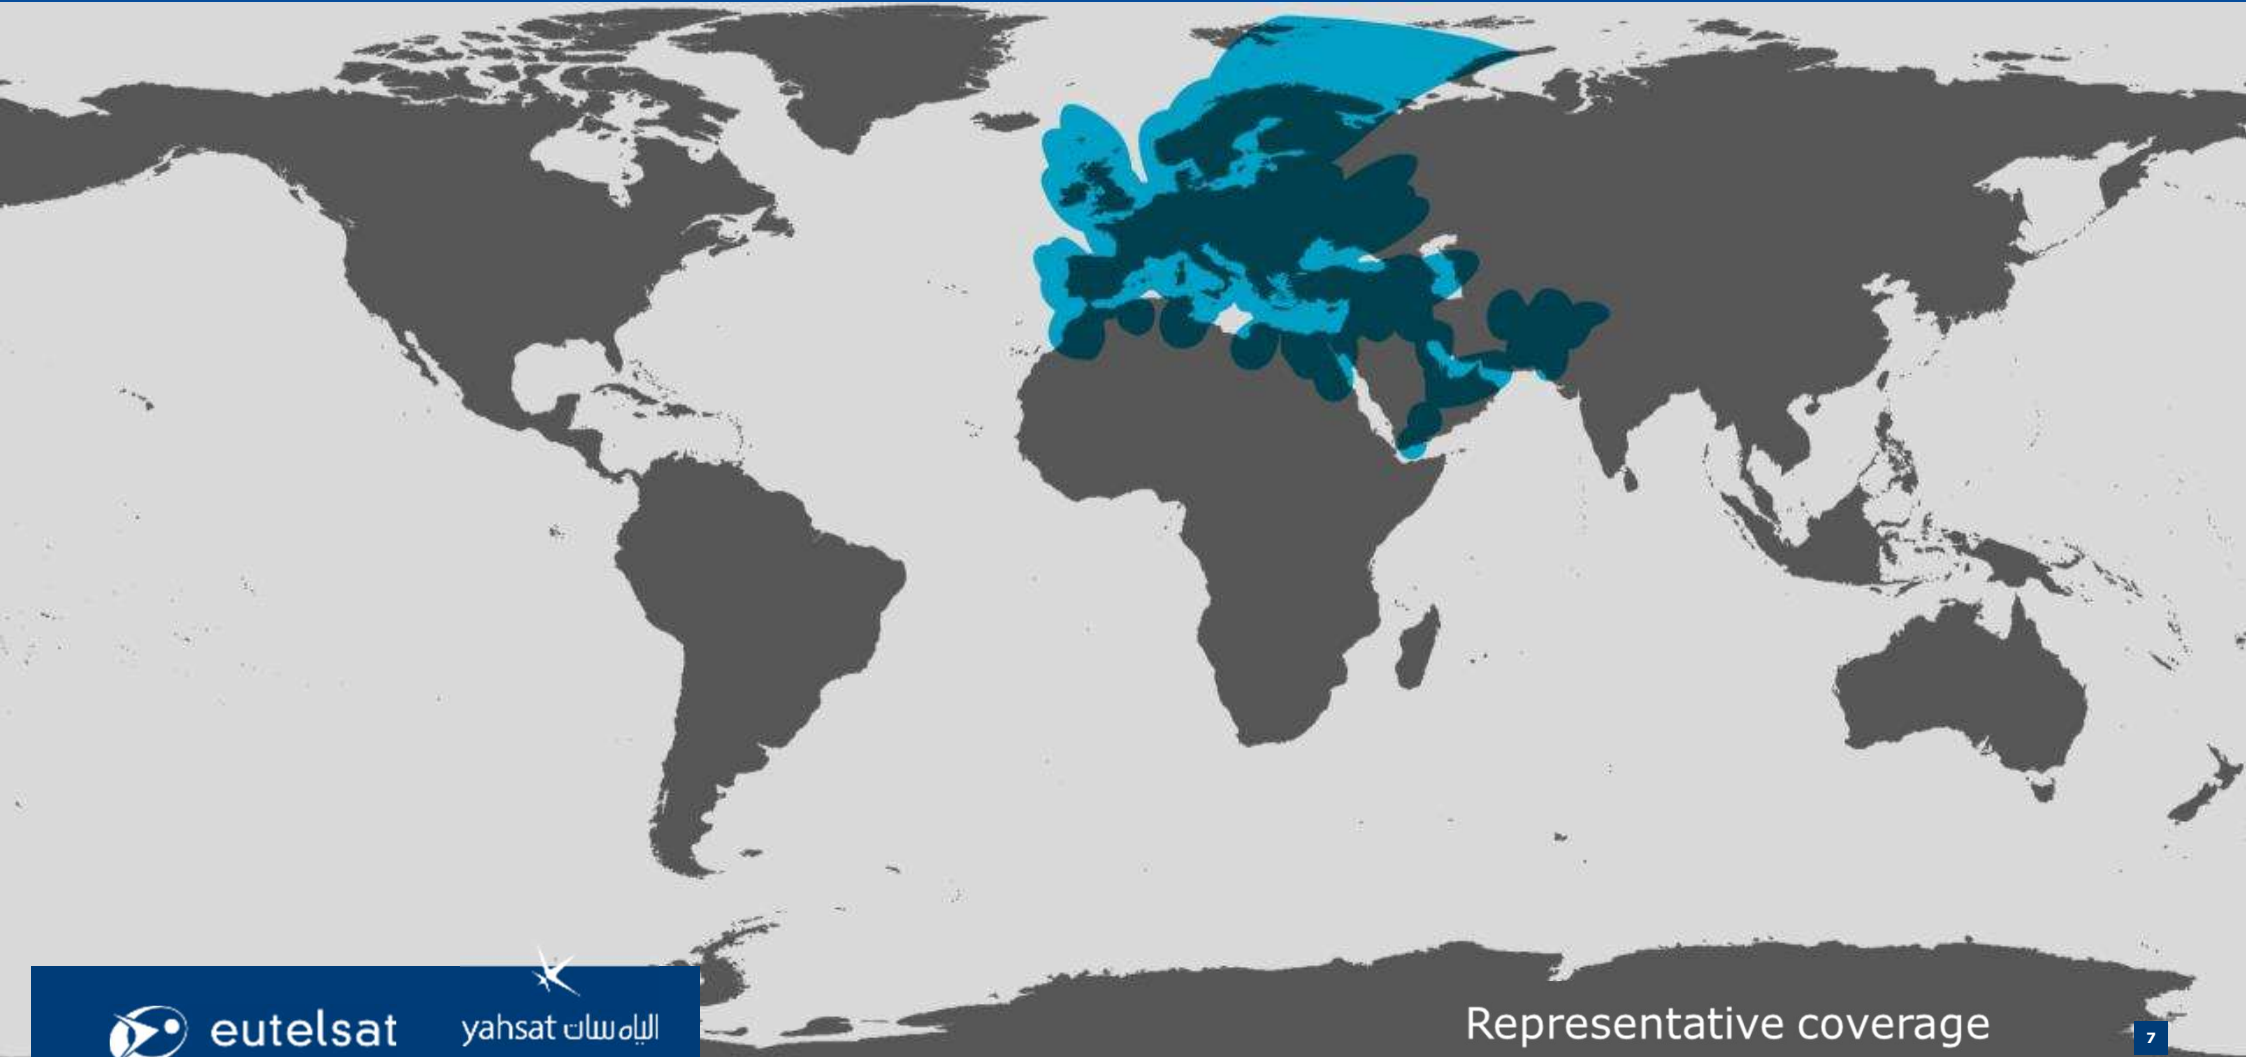 eutelsat
yahsat الياه سات
Representative coverage
7